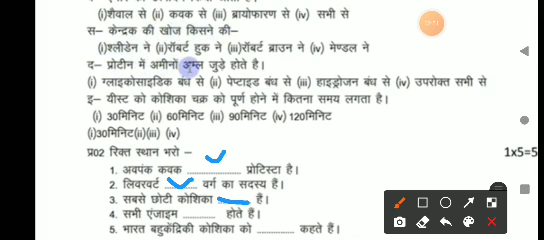 (i)शैवाल से (ii) कवक से (iii) ब्रायोफारण से (iv) सभी से
स– केन्द्रक की खोज किसने की–
(i)श्लीडेन ने (ii)रॉबर्ट हुक ने (iii)रॉबर्ट ब्राउन ने (iv) मेण्डल ने
द– प्रोटीन में अमीनों अम्ल जुड़े होते है।
(i) ग्लाइकोसाइडिक बंध से (ii) पेप्टाइड बंध से (iii) हाइड्रोजन बंध से (iv) उपरोक्त सभी से
इ– यीस्ट को कोशिका चक्र को पूर्ण होने में कितना समय लगता है।
(i) 30मिनिट (ii) 60मिनिट (iii) 90मिनिट (iv) 120मिनिट
(i)30मिनिट(ii)(iii) (iv)
प्र02 रिक्त स्थान भरो – 1x5=5
1. अवपंक कवक .................. प्रोटिस्टा है।
2. लिवरवर्ट .......... वर्ग का सदस्य हैं।
3. सबसे छोटी कोशिका .......... हैं।
4. सभी एंजाइम ........... होते हैं।
5. भारत बहुकेंद्रिकी कोशिका को ............ कहते हैं।